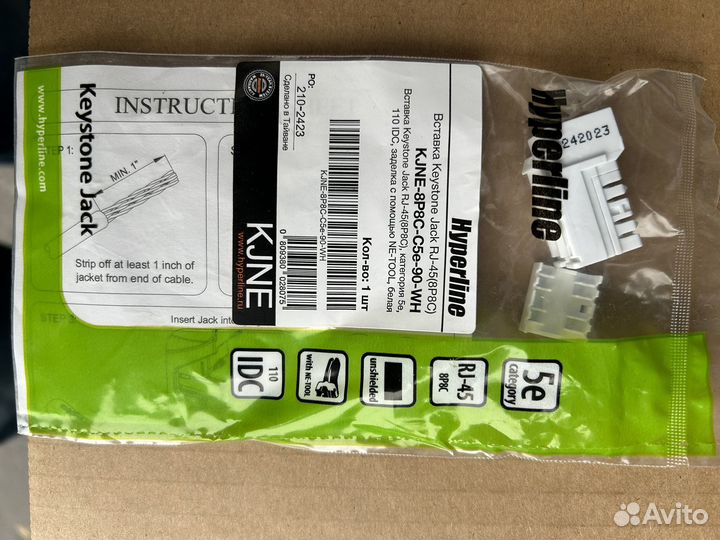 Hyperline
Вставка Keystone Jack RJ-45(8P8C)
KJNE-8P8C-C5e-90-WH
Вставка Keystone Jack RJ-45(8P8C), категория 5e,
110 IDC, заделка с помощью NE-TOOL, белая
Кол-во: 1 шт
KJNE-8P8C-C5e-90-WH
PO:
210-2423
Сделано в Тайване
KJNE
www.hyperline.ru
hyperline
242023
Keystone Jack
www.hyperline.com
INSTRUCTI
STEP 1:
MIN. 1"
Strip off at least 1 inch of
jacket from end of cable.
STEP
Insert Jack into
110
IDC
with NE-TOOL
unshielded
RJ-45
8P8C
5e
category
Avito